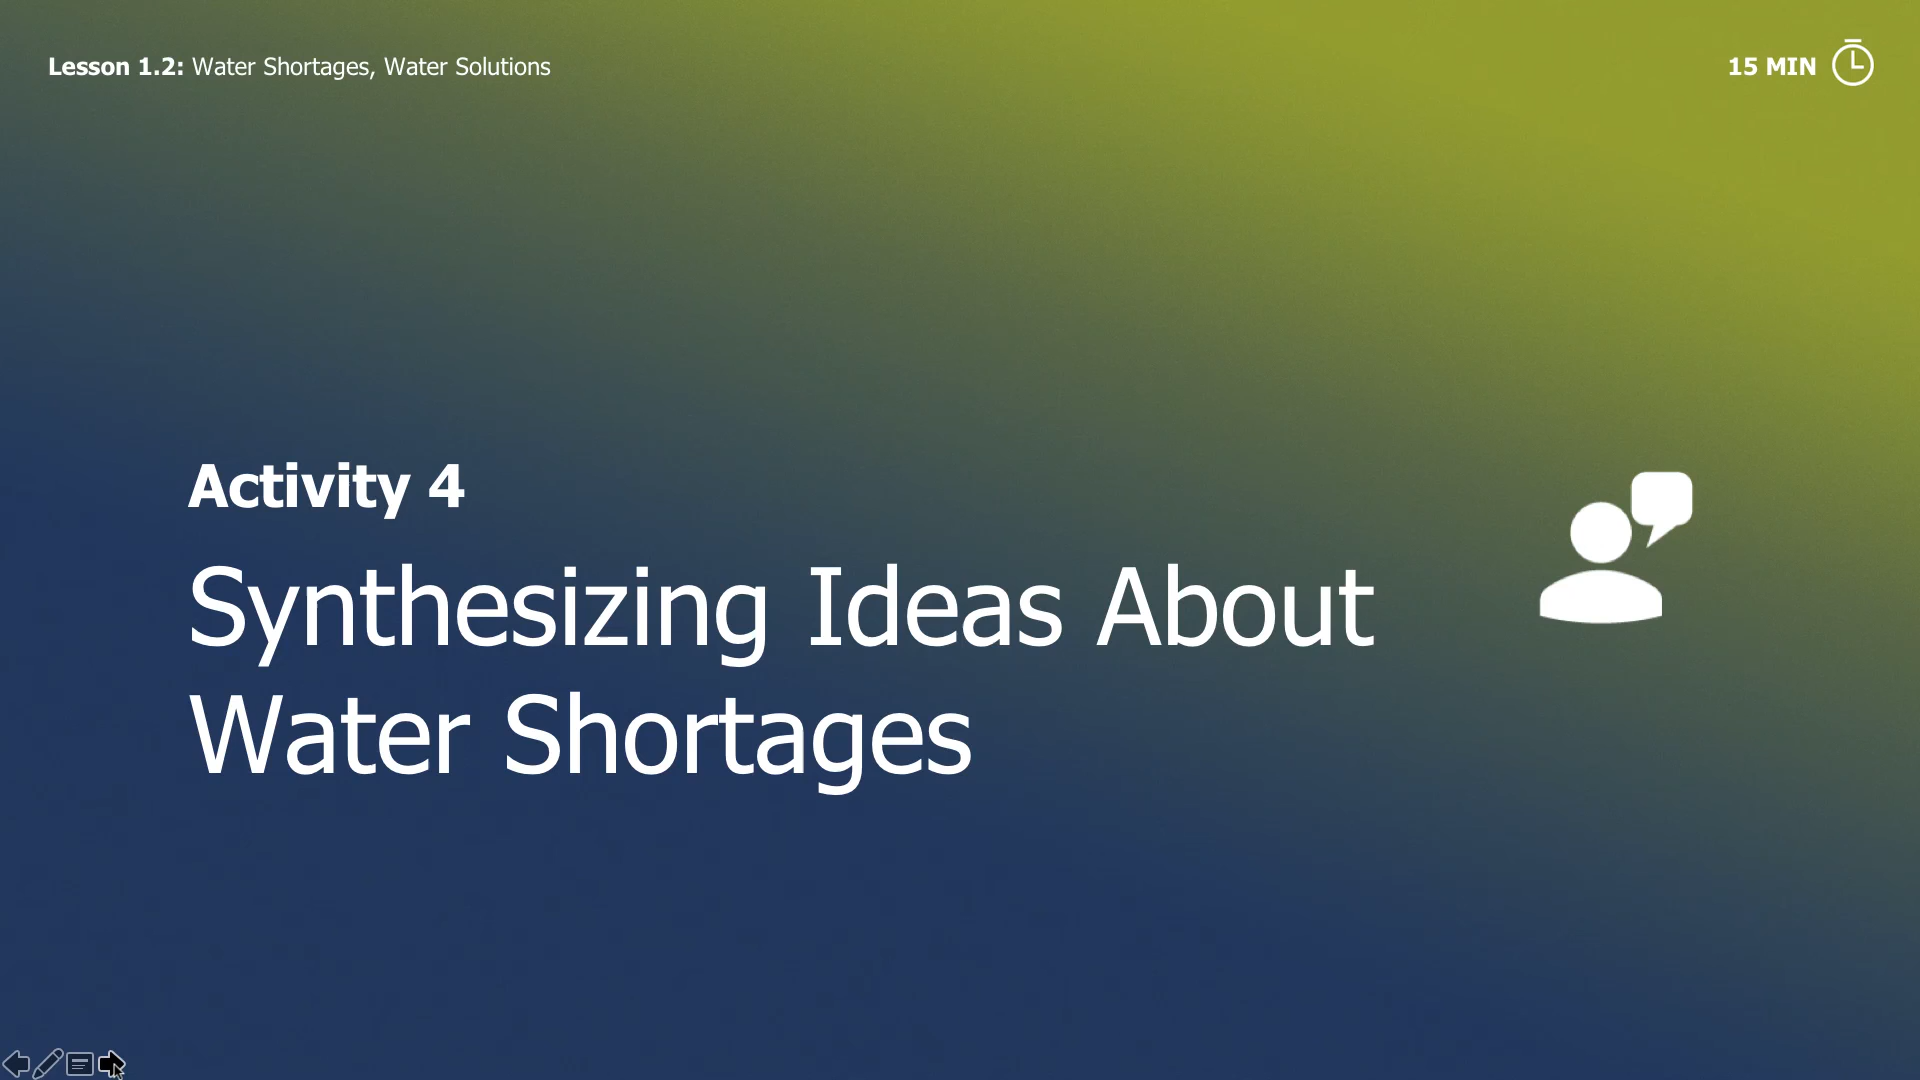 Lesson 1.2: Water Shortages, Water Solutions
15 MIN
Activity 4
Synthesizing Ideas About
Water Shortages